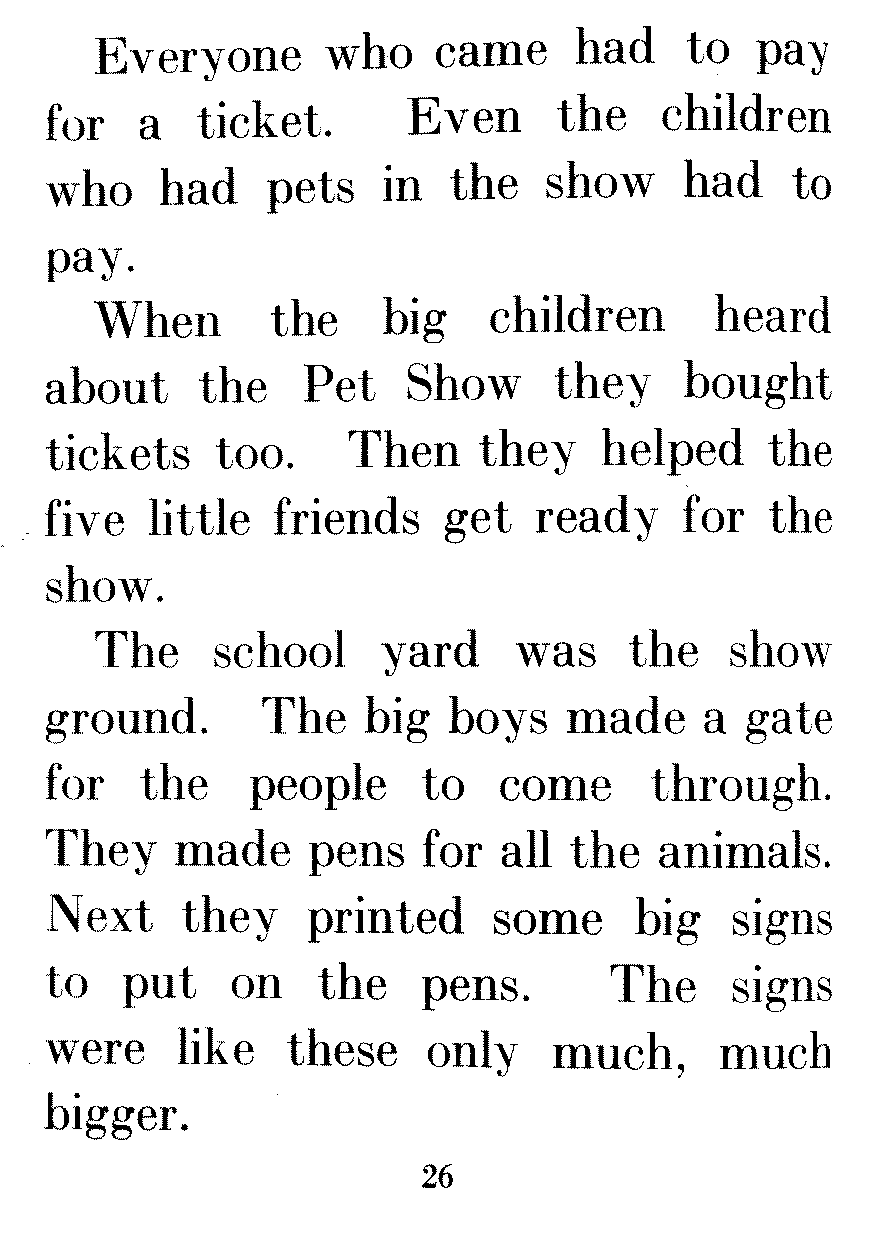 Everyone who came had to pay
for a ticket. Even the children
who had pets in the show had to
pay.
When the big children heard
about the Pet Show they bought
tickets too. Then they helped the
five little friends get ready for the
show.
The school yard was the show
ground. The big boys made a gate
for the people to come through.
They made pens for all the animals.
Next they printed some big signs
to put on the pens. The signs
were like these only much, much
bigger.
26